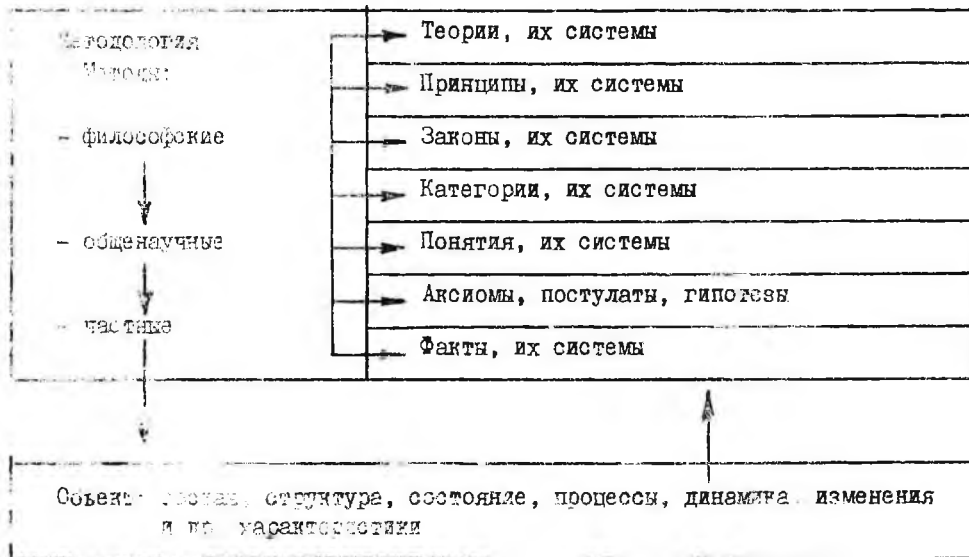 Методология
Методы:
- философские
- общенаучные
- частные
Теории, их системы
Принципы, их системы
Законы, их системы
Категории, их системы
Понятия, их системы
Аксиомы, постулаты, гипотезы
Факты, их системы
Объект: структура, состояние, процессы, динамика изменения
и характеристики